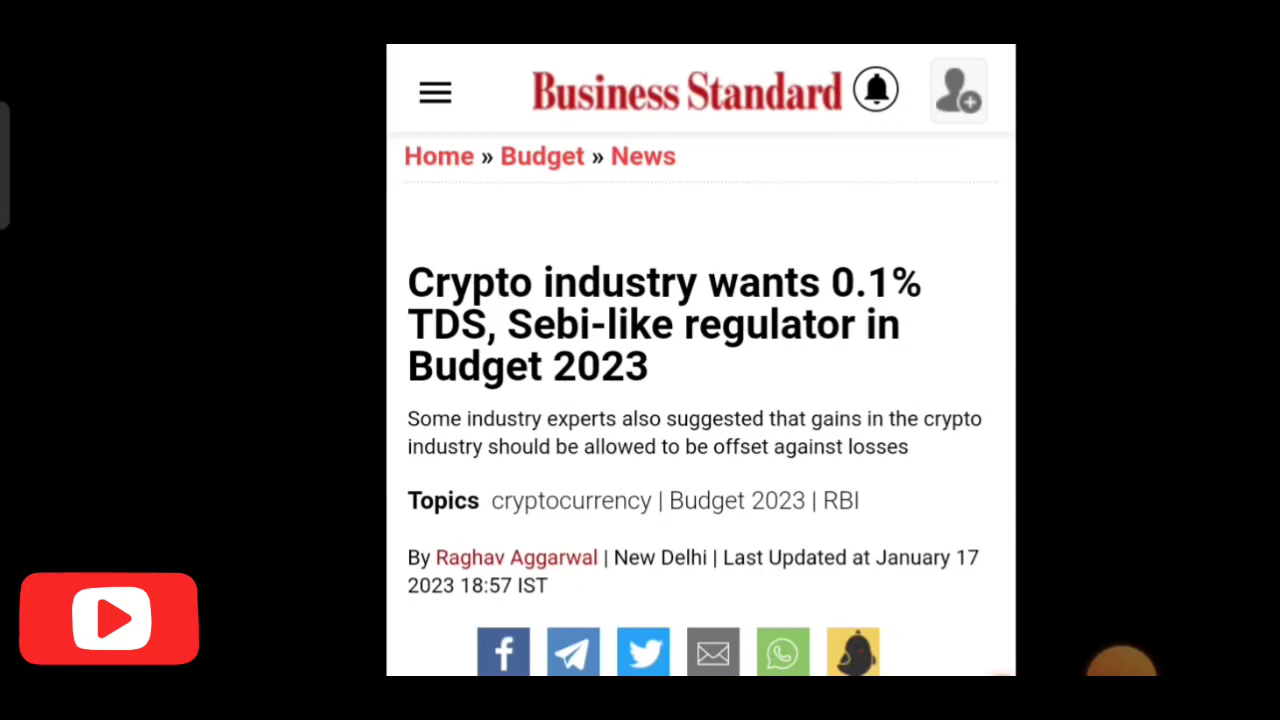 Business Standard
Home » Budget » News
Crypto industry wants 0.1%
TDS, Sebi-like regulator in
Budget 2023
Some industry experts also suggested that gains in the crypto
industry should be allowed to be offset against losses
Topics cryptocurrency | Budget 2023 | RBI
By Raghav Aggarwal | New Delhi | Last Updated at January 17
2023 18:57 IST